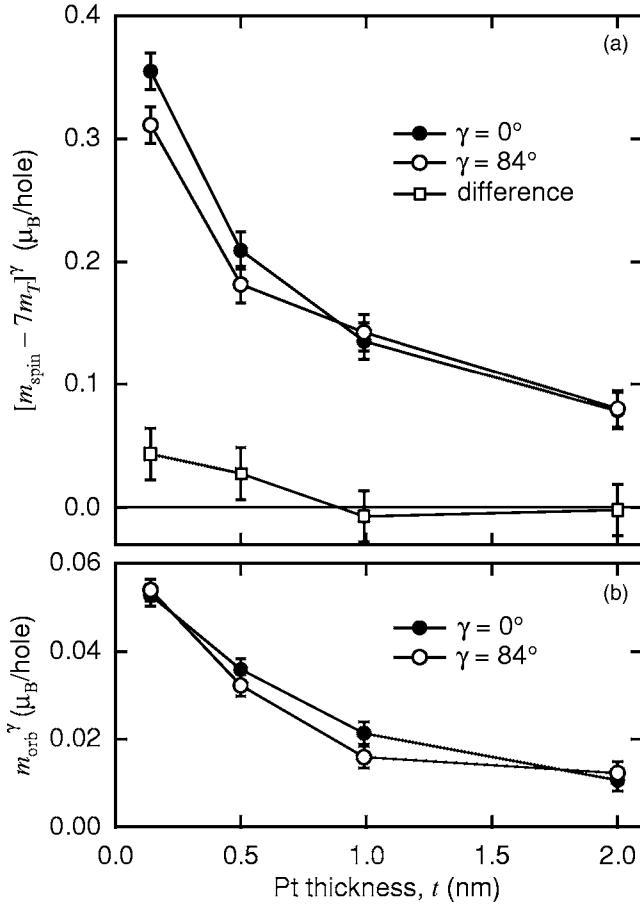 0.4
(a)
0.3
γ = 0°
γ = 84°
difference
0.2
[m_spin − 7m_T]^γ (μ_B/hole)
0.1
0.0
0.06
(b)
γ = 0°
γ = 84°
0.04
m_orb^γ (μ_B/hole)
0.02
0.00
0.0 0.5 1.0 1.5 2.0
Pt thickness, t (nm)